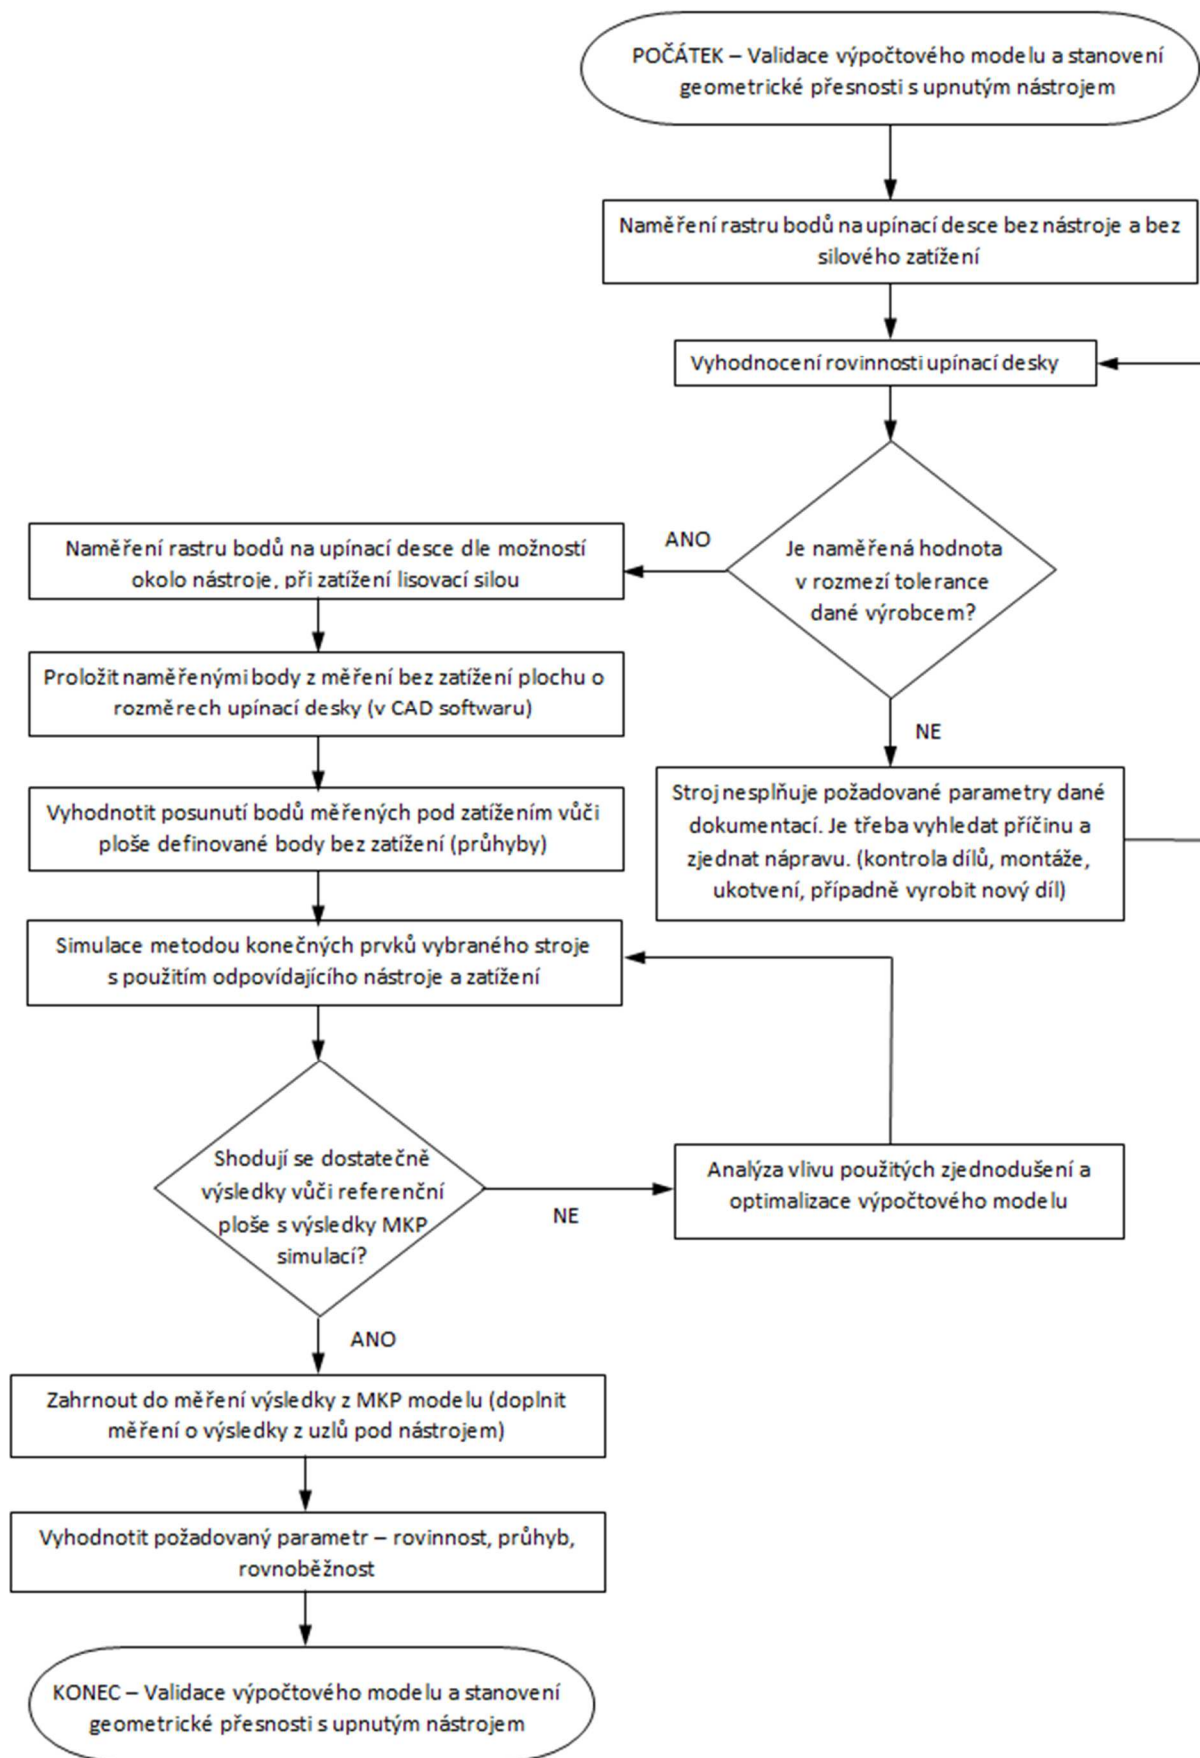 POČÁTEK – Validace výpočtového modelu a stanovení
geometrické přesnosti s upnutým nástrojem
Naměření rastru bodů na upínací desce bez nástroje a bez
silového zatížení
Vyhodnocení rovinnosti upínací desky
Je naměřená hodnota
v rozmezí tolerance
dané výrobcem?
ANO
NE
Naměření rastru bodů na upínací desce dle možností
okolo nástroje, při zatížení lisovací silou
Proložit naměřenými body z měření bez zatížení plochu o
rozměrech upínací desky (v CAD softwaru)
Stroj nesplňuje požadované parametry dané
dokumentací. Je třeba vyhledat příčinu a
zjednat nápravu. (kontrola dílů, montáže,
ukotvení, případně vyrobit nový díl)
Vyhodnotit posunutí bodů měřených pod zatížením vůči
ploše definované body bez zatížení (průhyby)
Simulace metodou konečných prvků vybraného stroje
s použitím odpovídajícího nástroje a zatížení
Shodují se dostatečně
výsledky vůči referenční
ploše s výsledky MKP
simulací?
NE
Analýza vlivu použitých zjednodušení a
optimalizace výpočtového modelu
ANO
Zahrnout do měření výsledky z MKP modelu (doplnit
měření o výsledky z uzlů pod nástrojem)
Vyhodnotit požadovaný parametr – rovinnost, průhyb,
rovnoběžnost
KONEC – Validace výpočtového modelu a stanovení
geometrické přesnosti s upnutým nástrojem